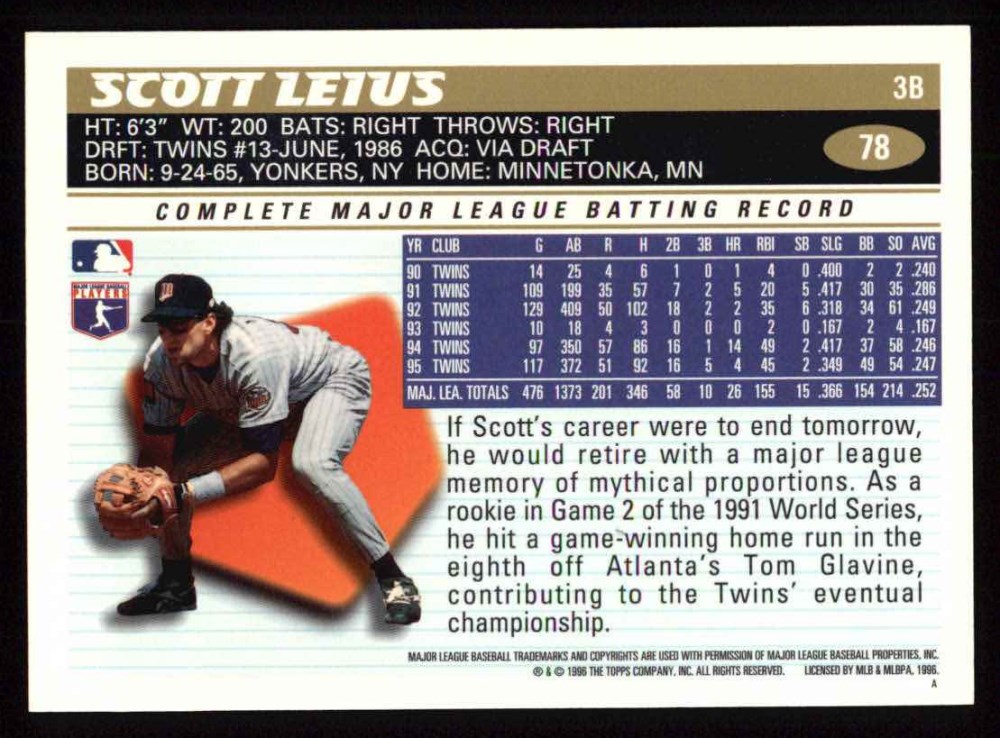 SCOTT LEIUS 3B
HT: 6'3" WT: 200 BATS: RIGHT THROWS: RIGHT
DRFT: TWINS #13-JUNE, 1986 ACQ: VIA DRAFT
BORN: 9-24-65, YONKERS, NY HOME: MINNETONKA, MN
78
COMPLETE MAJOR LEAGUE BATTING RECORD
YR CLUB G AB R H 2B 3B HR RBI SB SLG BB SO AVG
90 TWINS 14 25 4 6 1 0 1 4 0 .400 2 2 .240
91 TWINS 109 199 35 57 7 2 5 20 5 .417 30 35 .286
92 TWINS 129 409 50 102 18 2 2 35 6 .318 34 61 .249
93 TWINS 10 18 4 3 0 0 0 2 0 .167 2 4 .167
94 TWINS 97 350 57 86 16 1 14 49 2 .417 37 58 .246
95 TWINS 117 372 51 92 16 5 4 45 2 .349 49 54 .247
MAJ. LEA. TOTALS 476 1373 201 346 58 10 26 155 15 .366 154 214 .252
MAJOR LEAGUE BASEBALL
PLAYERS
m
If Scott's career were to end tomorrow,
he would retire with a major league
memory of mythical proportions. As a
rookie in Game 2 of the 1991 World Series,
he hit a game-winning home run in the
eighth off Atlanta's Tom Glavine,
contributing to the Twins' eventual
championship.
MAJOR LEAGUE BASEBALL TRADEMARKS AND COPYRIGHTS ARE USED WITH PERMISSION OF MAJOR LEAGUE BASEBALL PROPERTIES, INC.
® & © 1996 THE TOPPS COMPANY, INC. ALL RIGHTS RESERVED. LICENSED BY MLB & MLBPA, 1996.
A